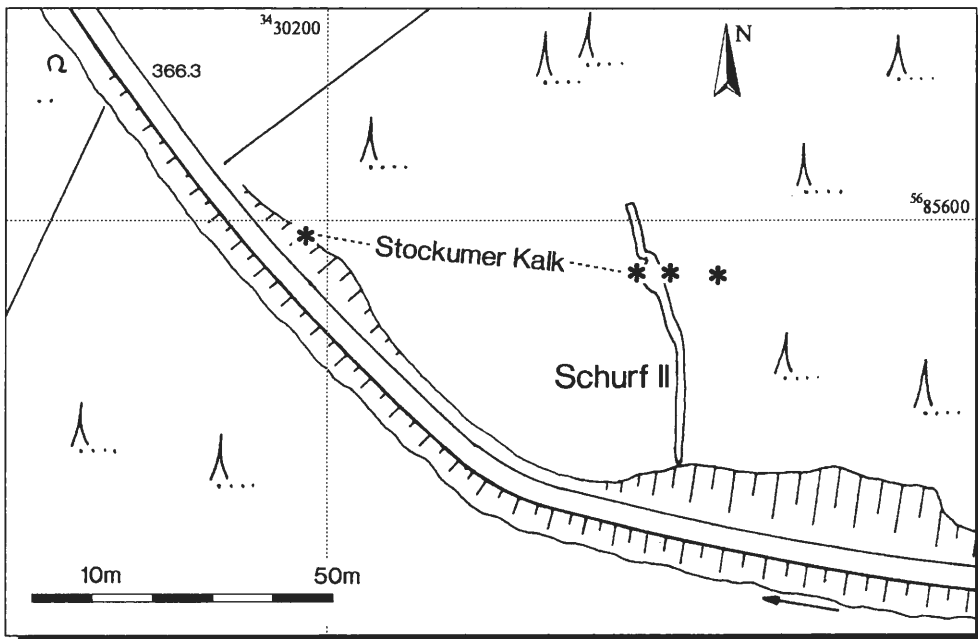 ³⁴30200
N
366.3
⁵⁶85600
Stockumer Kalk
Schurf II
10m
50m